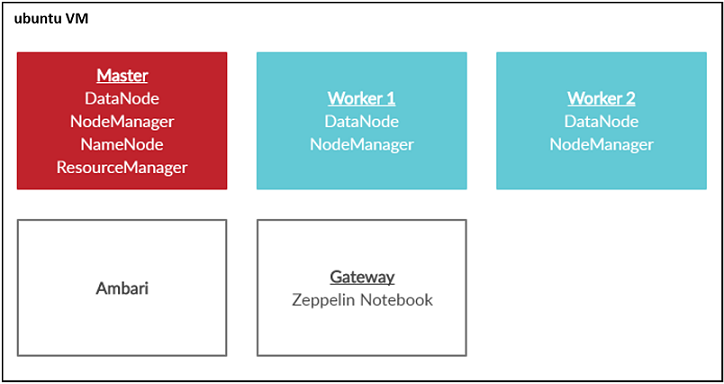 ubuntu VM
Master
DataNode
NodeManager
NameNode
ResourceManager
Worker 1
DataNode
NodeManager
Worker 2
DataNode
NodeManager
Ambari
Gateway
Zeppelin Notebook